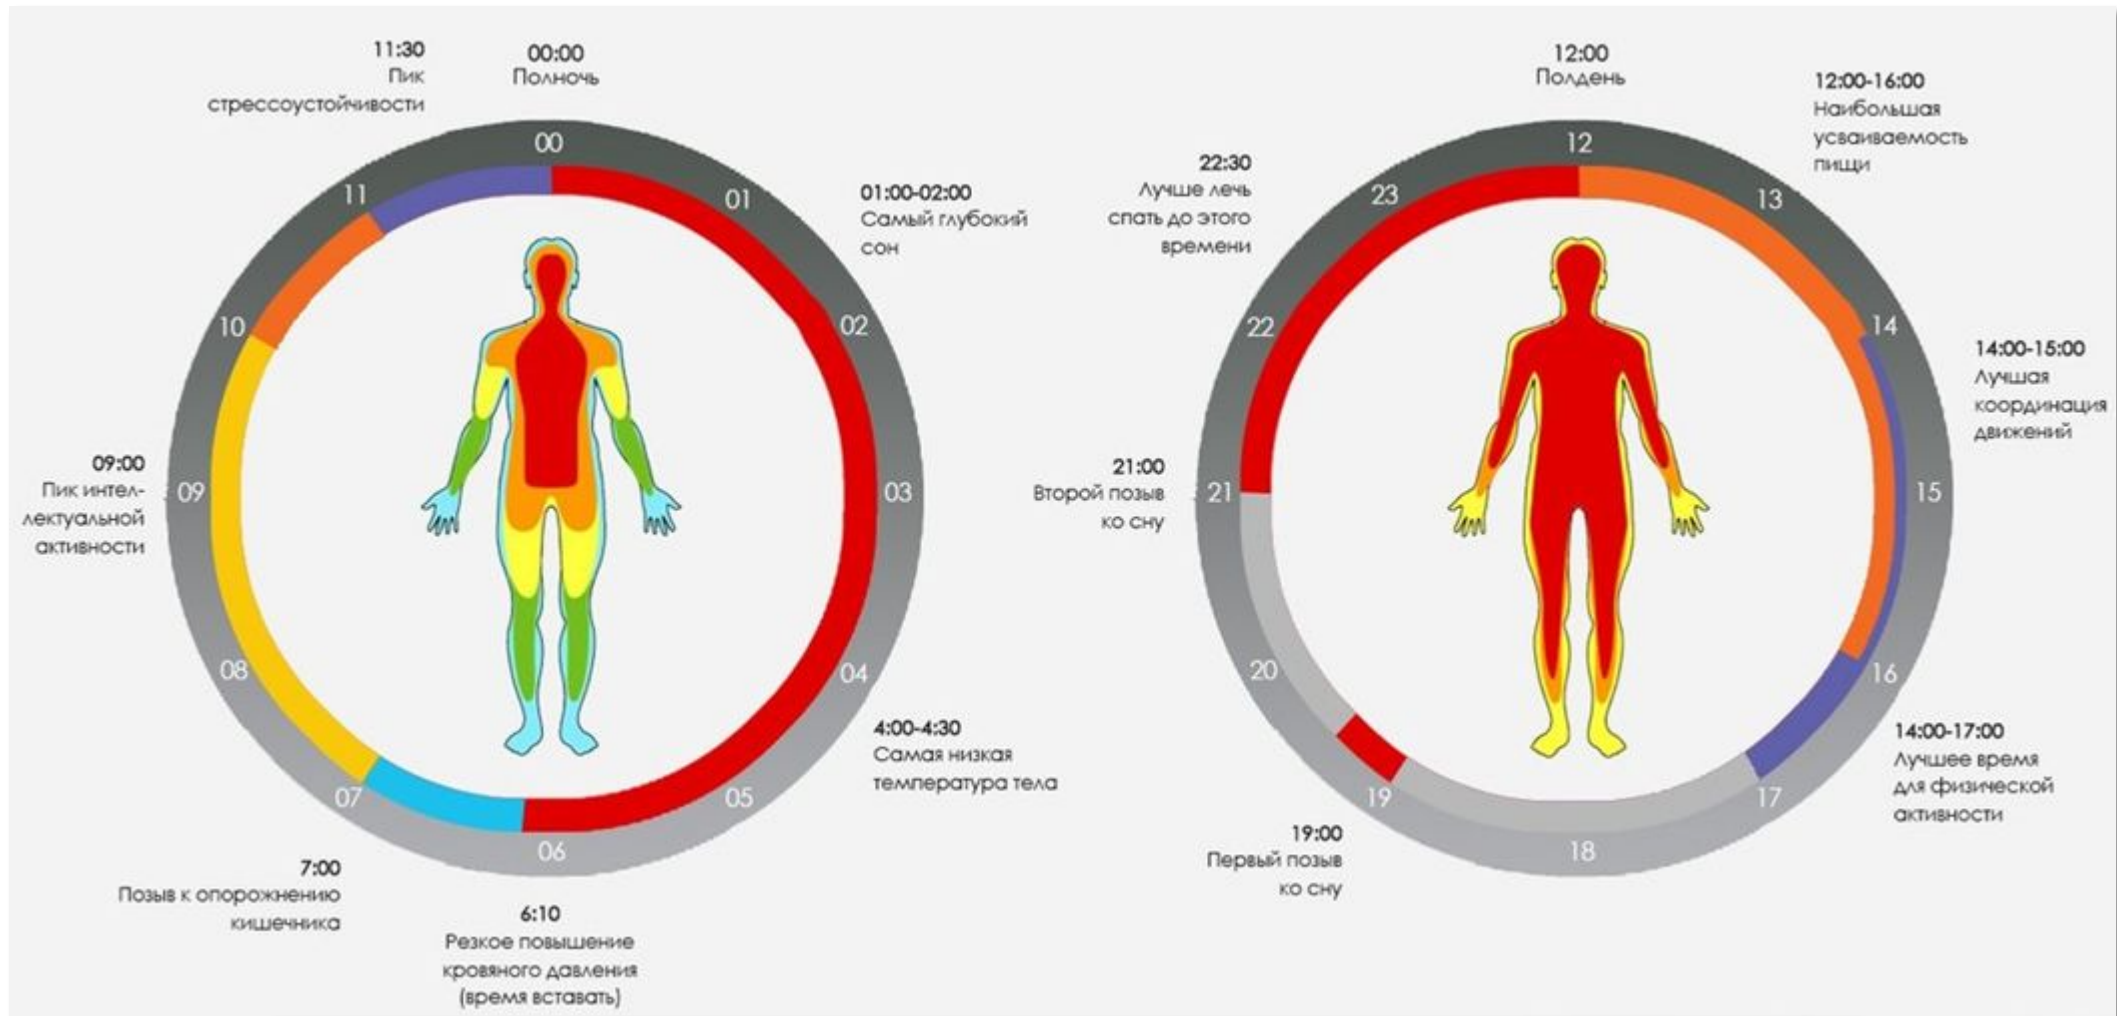 11:30
Пик
стрессоустойчивости
00:00
Полночь
00
01
02
03
04
05
06
07
08
09
10
11
01:00-02:00
Самый глубокий
сон
4:00-4:30
Самая низкая
температура тела
6:10
Резкое повышение
кровяного давления
(время вставать)
7:00
Позыв к опорожнению
кишечника
09:00
Пик интел-
лектуальной
активности
12:00
Полдень
12
13
14
15
16
17
18
19
20
21
22
23
12:00-16:00
Наибольшая
усваиваемость
пищи
14:00-15:00
Лучшая
координация
движений
14:00-17:00
Лучшее время
для физической
активности
19:00
Первый позыв
ко сну
21:00
Второй позыв
ко сну
22:30
Лучше лечь
спать до этого
времени